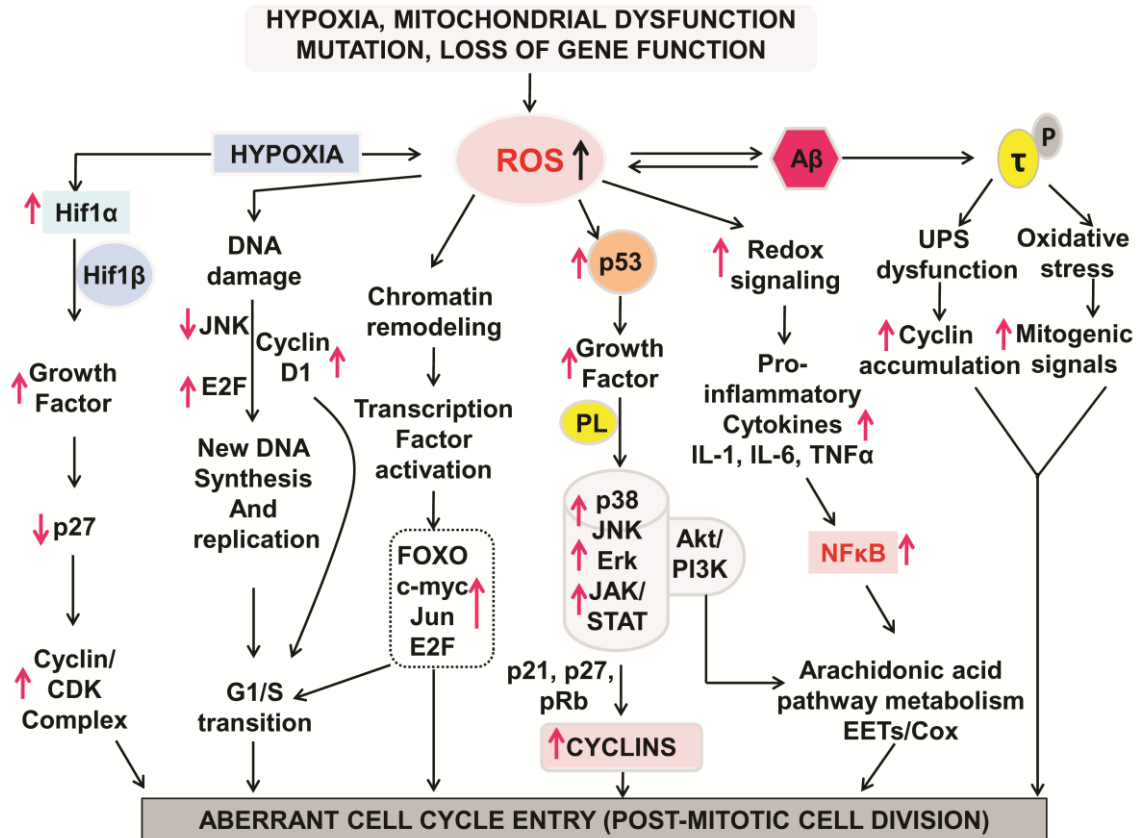 HYPOXIA, MITOCHONDRIAL DYSFUNCTION
MUTATION, LOSS OF GENE FUNCTION
HYPOXIA
ROS
Aβ
τ
P
Hif1α
Hif1β
Growth
Factor
p27
Cyclin/
CDK
Complex
DNA
damage
JNK
E2F
Cyclin
D1
New DNA
Synthesis
And
replication
G1/S
transition
Chromatin
remodeling
Transcription
Factor
activation
FOXO
c-myc
Jun
E2F
p53
Growth
Factor
PL
p38
JNK
Erk
JAK/
STAT
Akt/
PI3K
p21, p27,
pRb
CYCLINS
Redox
signaling
Pro-
inflammatory
Cytokines
IL-1, IL-6, TNFα
NFκB
Arachidonic acid
pathway metabolism
EETs/Cox
UPS
dysfunction
Cyclin
accumulation
Oxidative
stress
Mitogenic
signals
ABERRANT CELL CYCLE ENTRY (POST-MITOTIC CELL DIVISION)